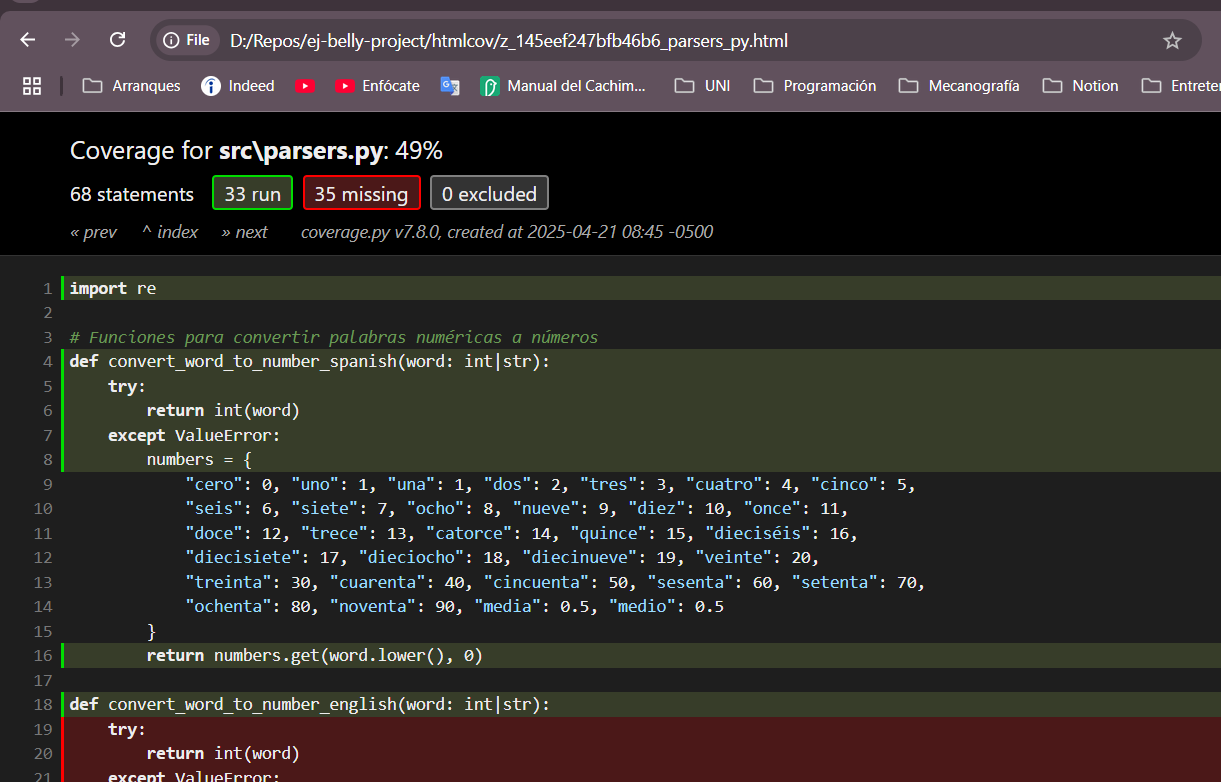 File D:/Repos/ej-belly-project/htmlcov/z_145eef247bfb46b6_parsers_py.html
Arranques Indeed Enfócate Manual del Cachim... UNI Programación Mecanografía Notion Entreter
Coverage for src\parsers.py: 49%
68 statements 33 run 35 missing 0 excluded
« prev ^ index » next coverage.py v7.8.0, created at 2025-04-21 08:45 -0500
1 import re
2
3 # Funciones para convertir palabras numéricas a números
4 def convert_word_to_number_spanish(word: int|str):
5     try:
6         return int(word)
7     except ValueError:
8         numbers = {
9             "cero": 0, "uno": 1, "una": 1, "dos": 2, "tres": 3, "cuatro": 4, "cinco": 5,
10             "seis": 6, "siete": 7, "ocho": 8, "nueve": 9, "diez": 10, "once": 11,
11             "doce": 12, "trece": 13, "catorce": 14, "quince": 15, "dieciséis": 16,
12             "diecisiete": 17, "dieciocho": 18, "diecinueve": 19, "veinte": 20,
13             "treinta": 30, "cuarenta": 40, "cincuenta": 50, "sesenta": 60, "setenta": 70,
14             "ochenta": 80, "noventa": 90, "media": 0.5, "medio": 0.5
15         }
16         return numbers.get(word.lower(), 0)
17
18 def convert_word_to_number_english(word: int|str):
19     try:
20         return int(word)
21     except ValueError: